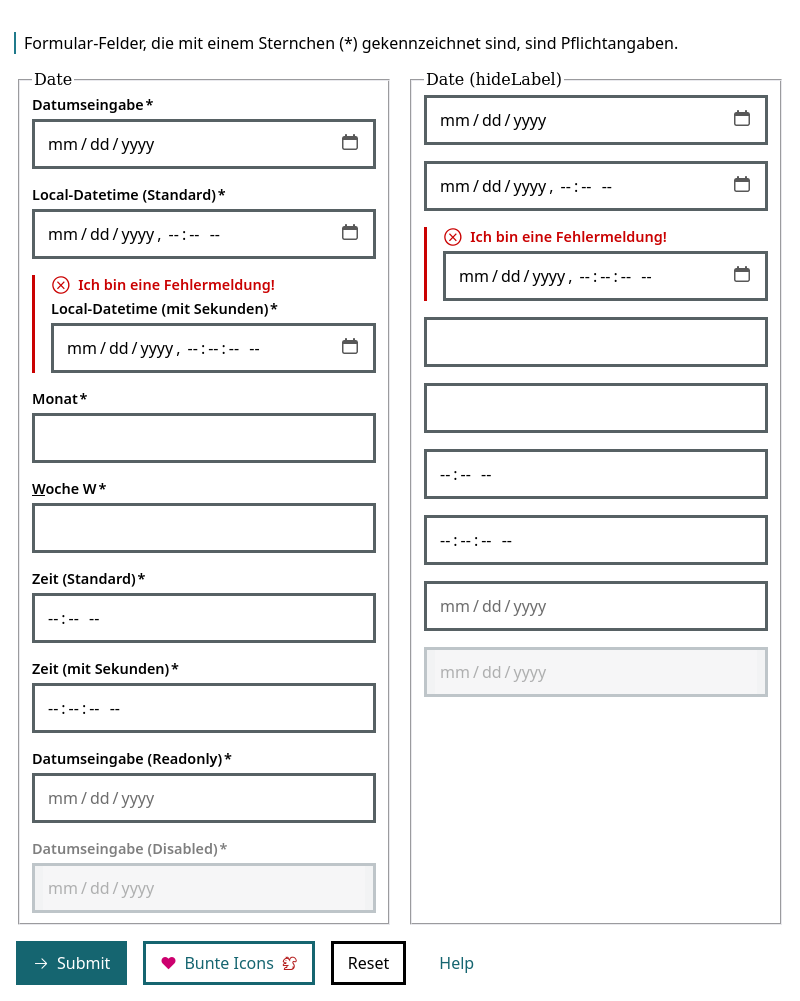 Formular-Felder, die mit einem Sternchen (*) gekennzeichnet sind, sind Pflichtangaben.
Date
Datumseingabe*
mm/dd/yyyy
Local-Datetime (Standard)*
mm/dd/yyyy, --:-- --
Ich bin eine Fehlermeldung!
Local-Datetime (mit Sekunden)*
mm/dd/yyyy, --:--:-- --
Monat*
Woche W*
Zeit (Standard)*
--:-- --
Zeit (mit Sekunden)*
--:--:-- --
Datumseingabe (Readonly)*
mm/dd/yyyy
Datumseingabe (Disabled)*
mm/dd/yyyy
Date (hideLabel)
mm/dd/yyyy
mm/dd/yyyy, --:-- --
Ich bin eine Fehlermeldung!
mm/dd/yyyy, --:--:-- --
--:-- --
--:--:-- --
mm/dd/yyyy
mm/dd/yyyy
Submit
Bunte Icons
Reset
Help